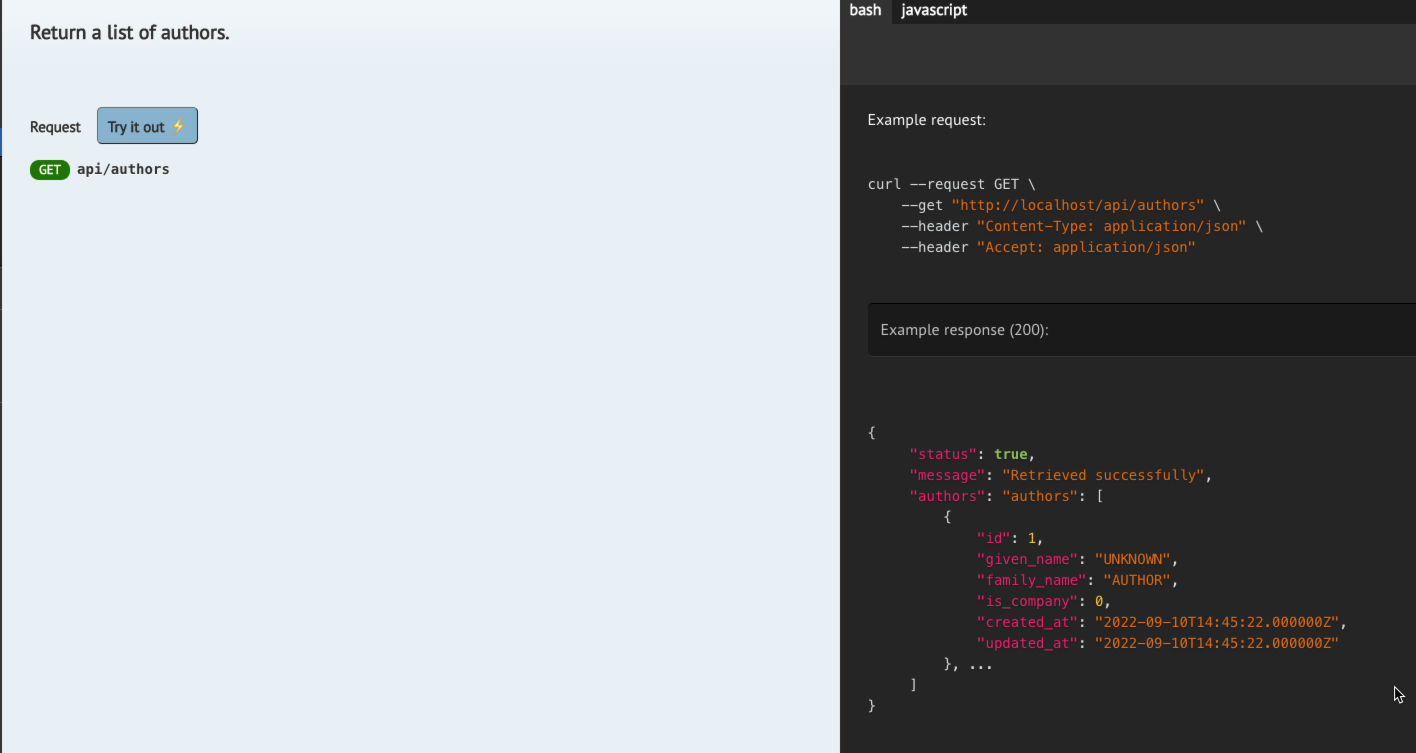 Return a list of authors.
Request
Try it out ⚡
GET api/authors
bash javascript
Example request:
curl --request GET \
    --get "http://localhost/api/authors" \
    --header "Content-Type: application/json" \
    --header "Accept: application/json"
Example response (200):
{
     "status": true,
     "message": "Retrieved successfully",
     "authors": "authors": [
         {
             "id": 1,
             "given_name": "UNKNOWN",
             "family_name": "AUTHOR",
             "is_company": 0,
             "created_at": "2022-09-10T14:45:22.000000Z",
             "updated_at": "2022-09-10T14:45:22.000000Z"
         }, ...
     ]
}